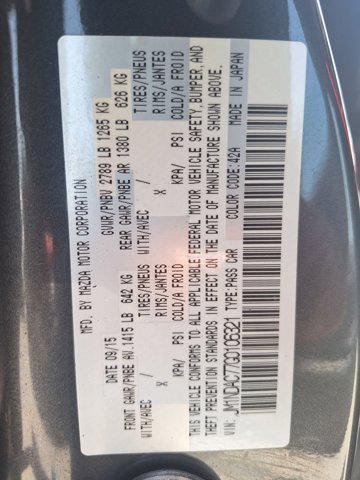 MFD. BY MAZDA MOTOR CORPORATION
DATE 09/15 GVWR/PNBV 2789 LB 1265 KG
FRONT GAWR/PNBE AV.1415 LB 642 KG REAR GAWR/PNBE AR 1380 LB 626 KG
WITH/AVEC / TIRES/PNEUS WITH/AVEC / TIRES/PNEUS
X RIMS/JANTES X RIMS/JANTES
KPA/ PSI COLD/A FROID KPA/ PSI COLD/A FROID
THIS VEHICLE CONFORMS TO ALL APPLICABLE FEDERAL MOTOR VEHICLE SAFETY,BUMPER,AND
THEFT PREVENTION STANDARDS IN EFFECT ON THE DATE OF MANUFACTURE SHOWN ABOVE.
VIN: JM1NDAC77G0106321 TYPE:PASS CAR COLOR CODE:42A MADE IN JAPAN